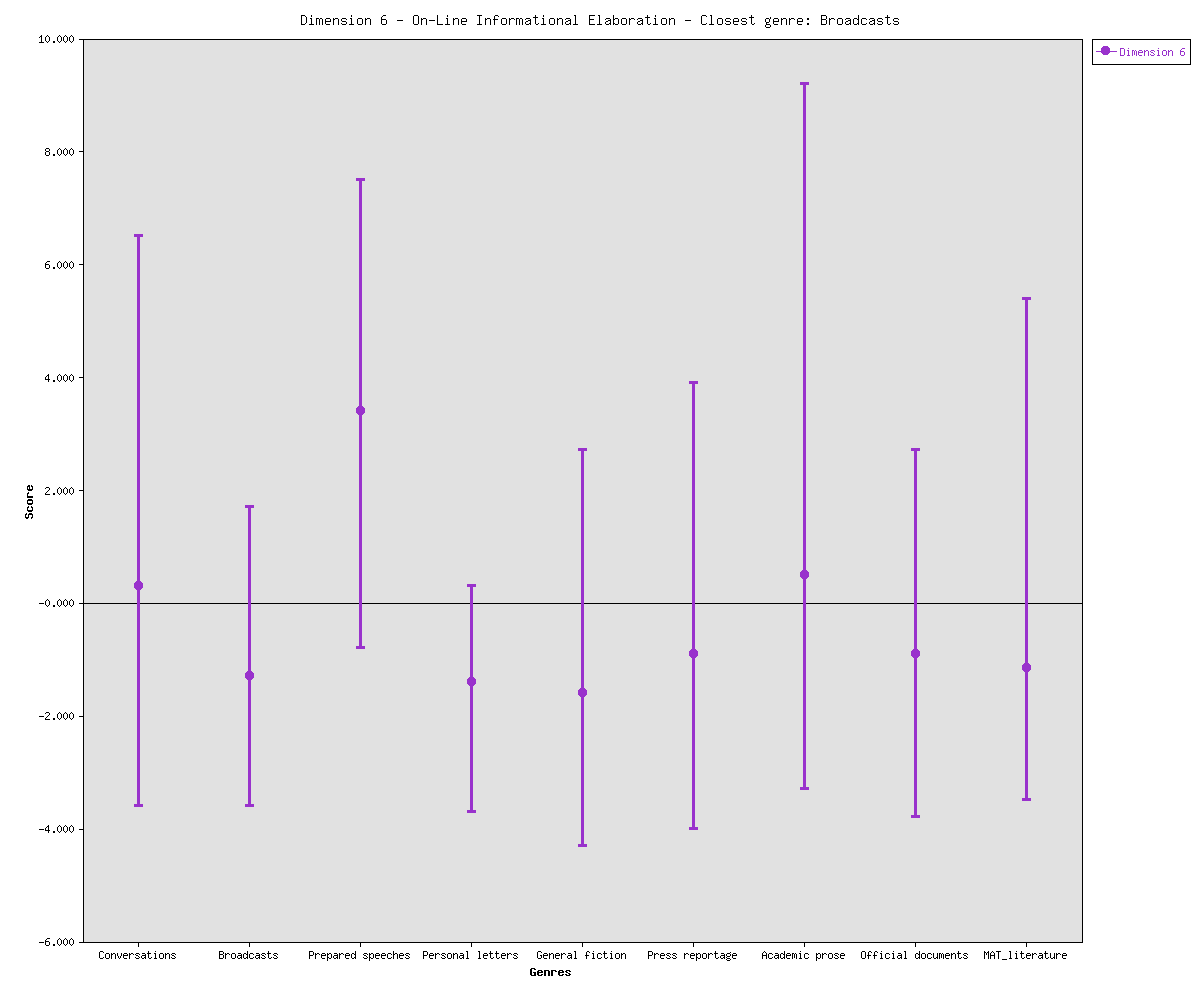 Dimension 6 - On-Line Informational Elaboration - Closest genre: Broadcasts
Dimension 6
10.000
8.000
6.000
4.000
2.000
-0.000
-2.000
-4.000
-6.000
Score
Conversations Broadcasts Prepared speeches Personal letters General fiction Press reportage Academic prose Official documents MAT_literature
Genres